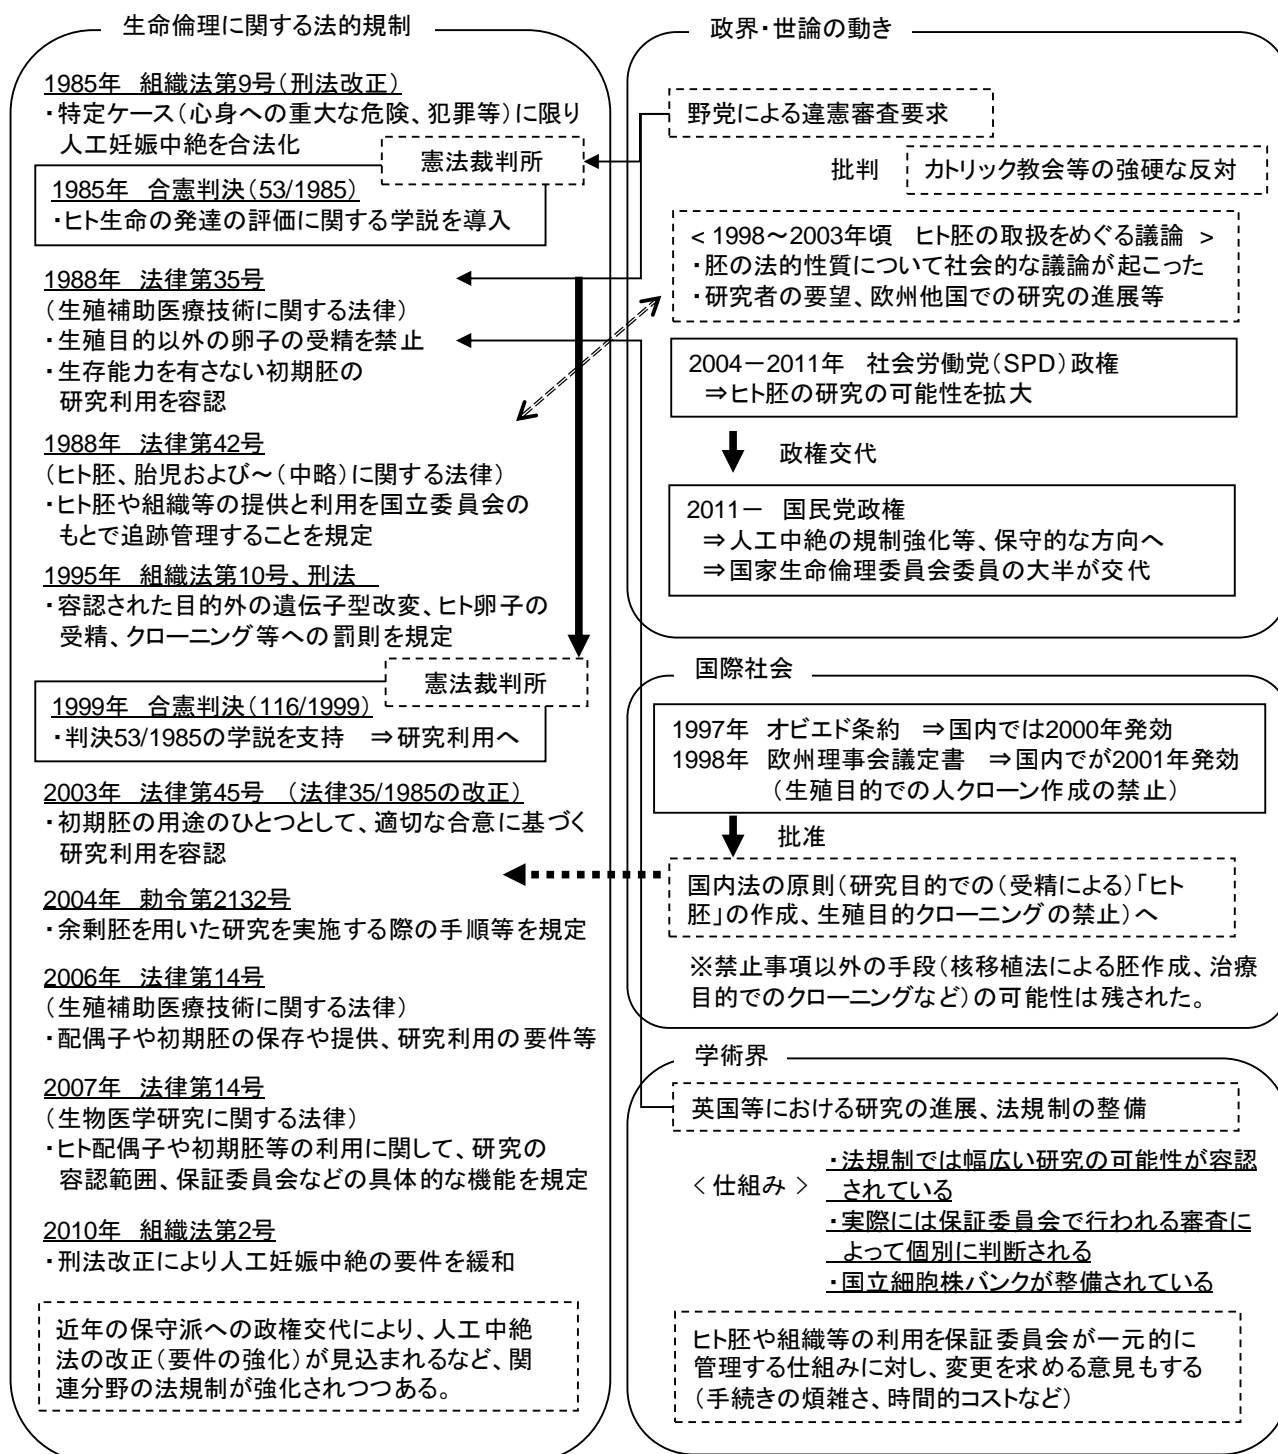 生命倫理に関する法的規制
1985年 組織法第9号(刑法改正)
・特定ケース(心身への重大な危険、犯罪等)に限り
人工妊娠中絶を合法化
憲法裁判所
1985年 合憲判決(53/1985)
・ヒト生命の発達の評価に関する学説を導入
1988年 法律第35号
(生殖補助医療技術に関する法律)
・生殖目的以外の卵子の受精を禁止
・生存能力を有さない初期胚の
研究利用を容認
1988年 法律第42号
(ヒト胚、胎児および~(中略)に関する法律)
・ヒト胚や組織等の提供と利用を国立委員会の
もとで追跡管理することを規定
1995年 組織法第10号、刑法
・容認された目的外の遺伝子型改変、ヒト卵子の
受精、クローニング等への罰則を規定
憲法裁判所
1999年 合憲判決(116/1999)
・判決53/1985の学説を支持 ⇒研究利用へ
2003年 法律第45号 (法律35/1985の改正)
・初期胚の用途のひとつとして、適切な合意に基づく
研究利用を容認
2004年 勅令第2132号
・余剰胚を用いた研究を実施する際の手順等を規定
2006年 法律第14号
(生殖補助医療技術に関する法律)
・配偶子や初期胚の保存や提供、研究利用の要件等
2007年 法律第14号
(生物医学研究に関する法律)
・ヒト配偶子や初期胚等の利用に関して、研究の
容認範囲、保証委員会などの具体的な機能を規定
2010年 組織法第2号
・刑法改正により人工妊娠中絶の要件を緩和
近年の保守派への政権交代により、人工中絶
法の改正(要件の強化)が見込まれるなど、関
連分野の法規制が強化されつつある。
政界・世論の動き
野党による違憲審査要求
批判 カトリック教会等の強硬な反対
< 1998~2003年頃 ヒト胚の取扱をめぐる議論 >
・胚の法的性質について社会的な議論が起こった
・研究者の要望、欧州他国での研究の進展等
2004-2011年 社会労働党(SPD)政権
⇒ヒト胚の研究の可能性を拡大
政権交代
2011- 国民党政権
⇒人工中絶の規制強化等、保守的な方向へ
⇒国家生命倫理委員会委員の大半が交代
国際社会
1997年 オビエド条約 ⇒国内では2000年発効
1998年 欧州理事会議定書 ⇒国内でが2001年発効
(生殖目的での人クローン作成の禁止)
批准
国内法の原則(研究目的での(受精による)「ヒト
胚」の作成、生殖目的クローニングの禁止)へ
※禁止事項以外の手段(核移植法による胚作成、治療
目的でのクローニングなど)の可能性は残された。
学術界
英国等における研究の進展、法規制の整備
<仕組み>
・法規制では幅広い研究の可能性が容認
されている
・実際には保証委員会で行われる審査に
よって個別に判断される
・国立細胞株バンクが整備されている
ヒト胚や組織等の利用を保証委員会が一元的に
管理する仕組みに対し、変更を求める意見もする
(手続きの煩雑さ、時間的コストなど)